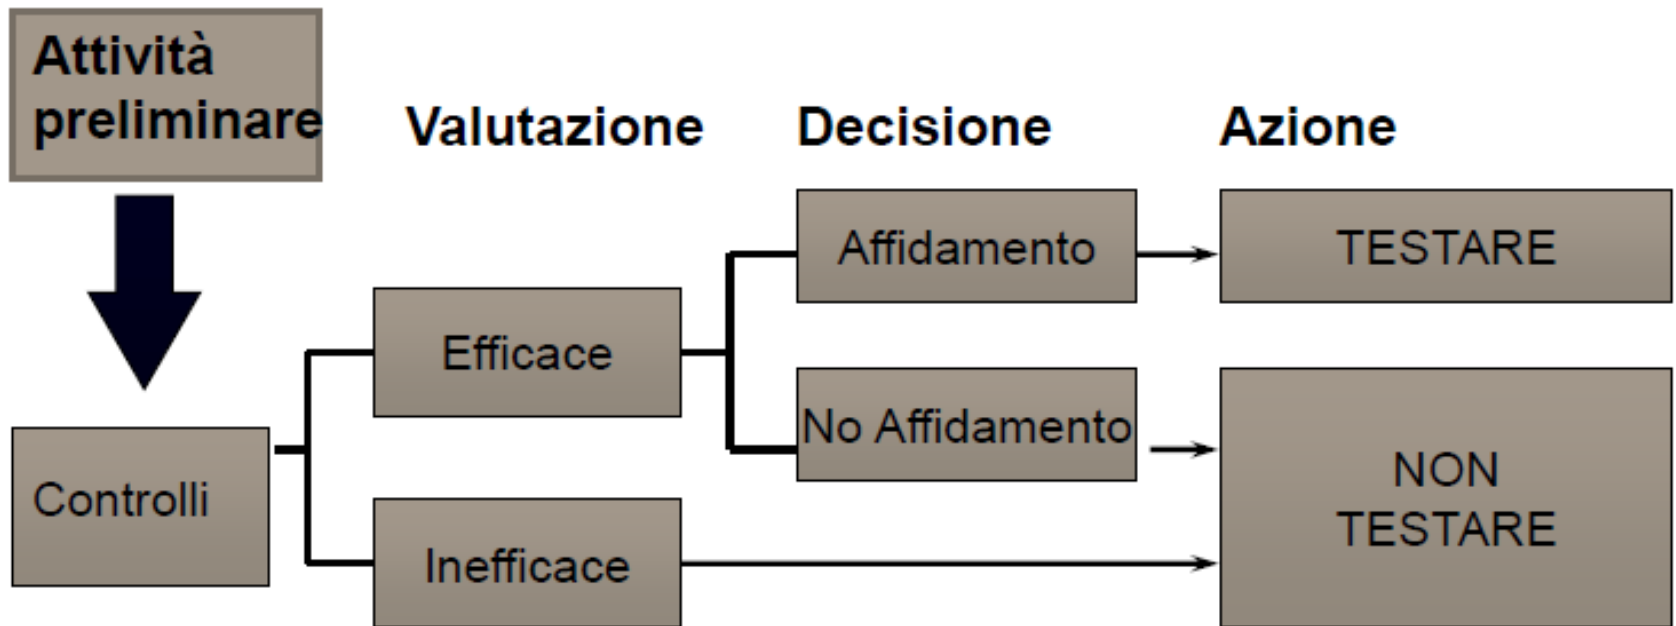 Attività
preliminare
Valutazione
Decisione
Azione
Affidamento
TESTARE
Efficace
No Affidamento
NON
TESTARE
Controlli
Inefficace